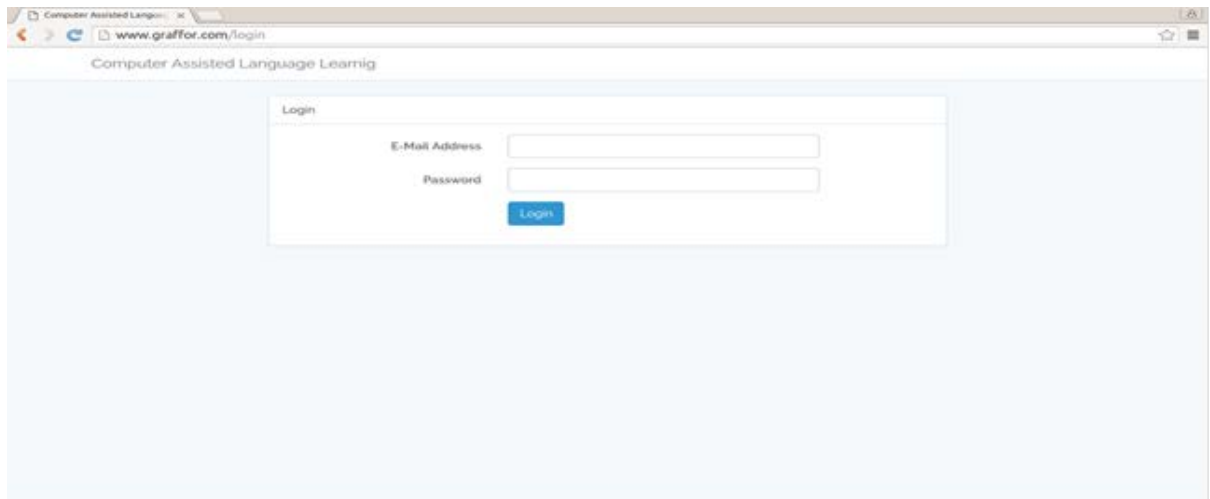 Computer Assisted Langu
www.graffor.com/login
Computer Assisted Language Learnig
Login
E-Mail Address
Password
Login